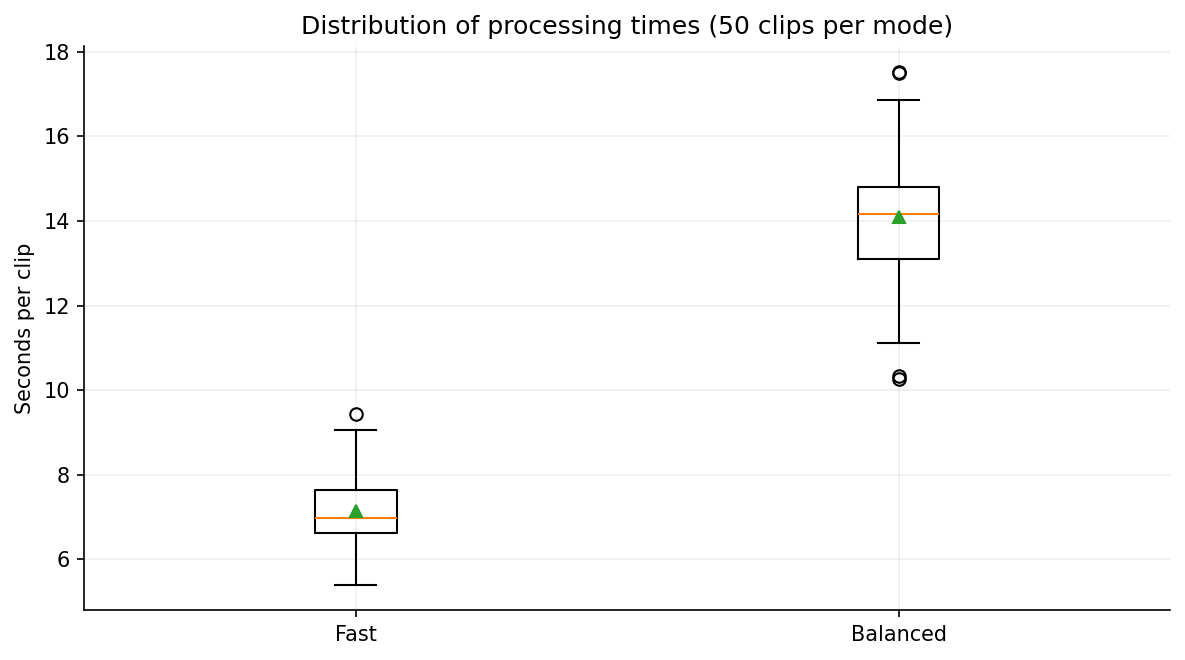 Distribution of processing times (50 clips per mode)
Seconds per clip
18
16
14
12
10
8
6
Fast
Balanced